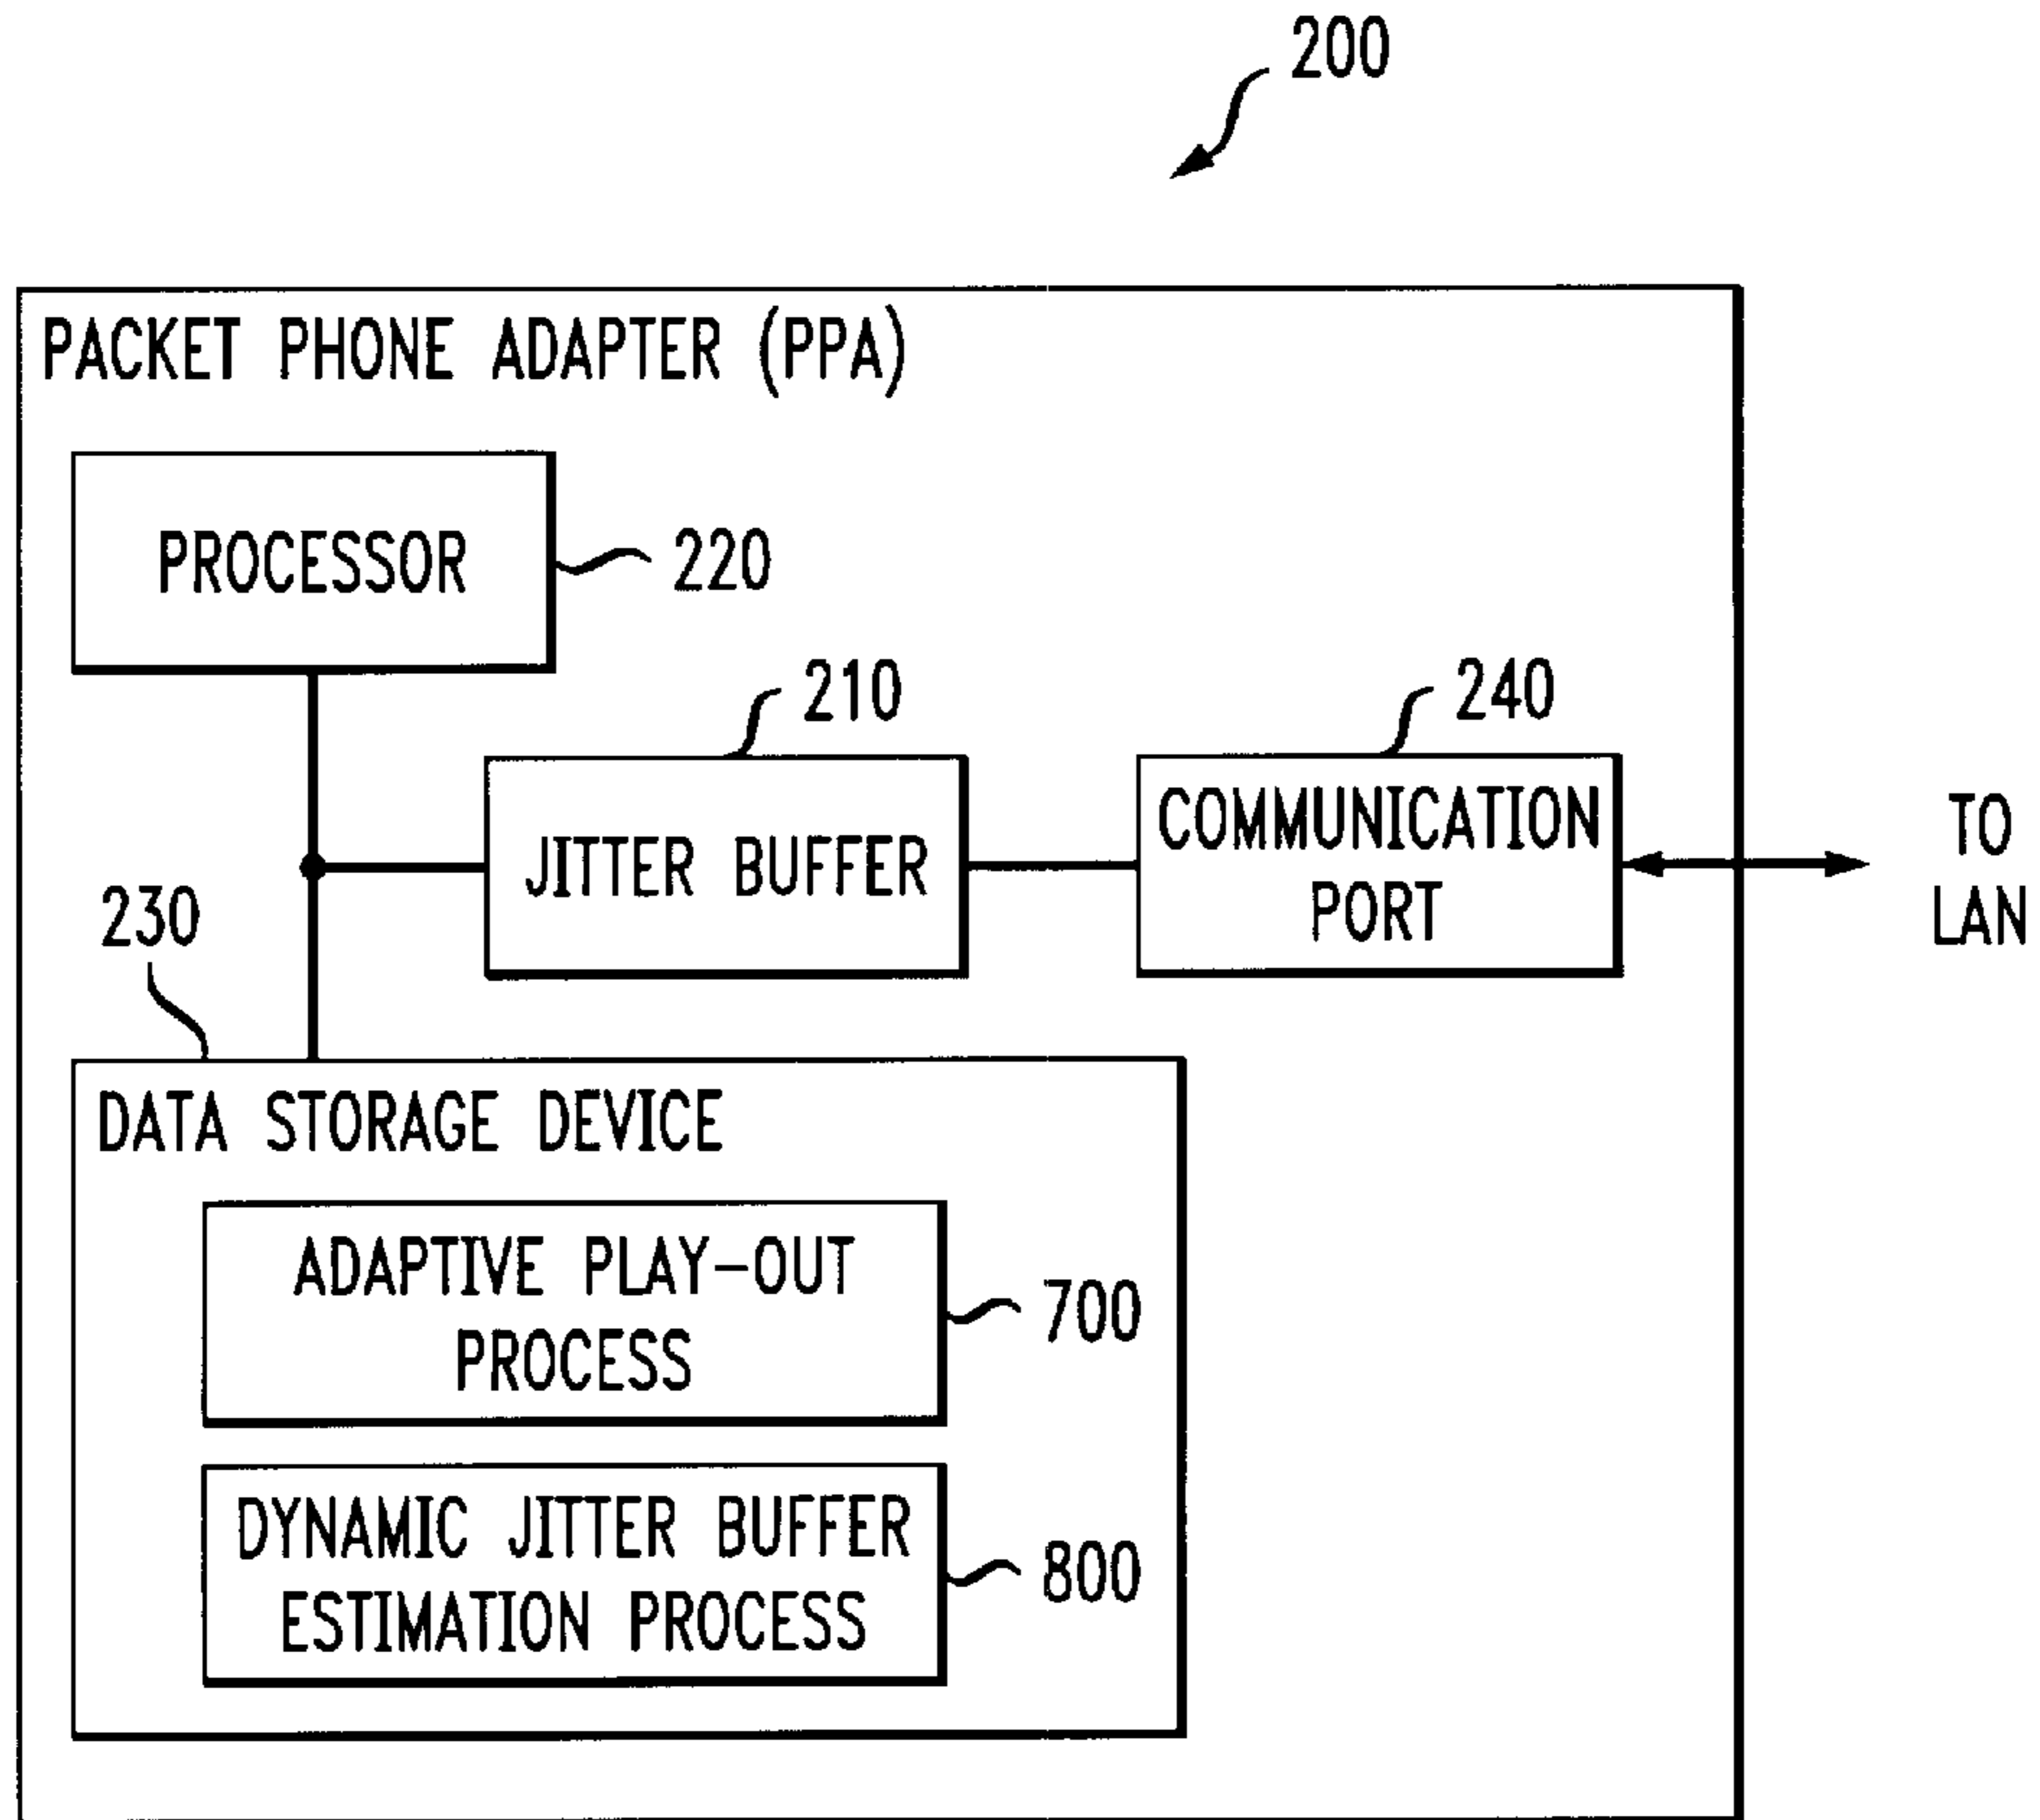 200
PACKET PHONE ADAPTER (PPA)
PROCESSOR
220
210
240
JITTER BUFFER
COMMUNICATION
PORT
TO
LAN
230
DATA STORAGE DEVICE
ADAPTIVE PLAY-OUT
PROCESS
700
DYNAMIC JITTER BUFFER
ESTIMATION PROCESS
800